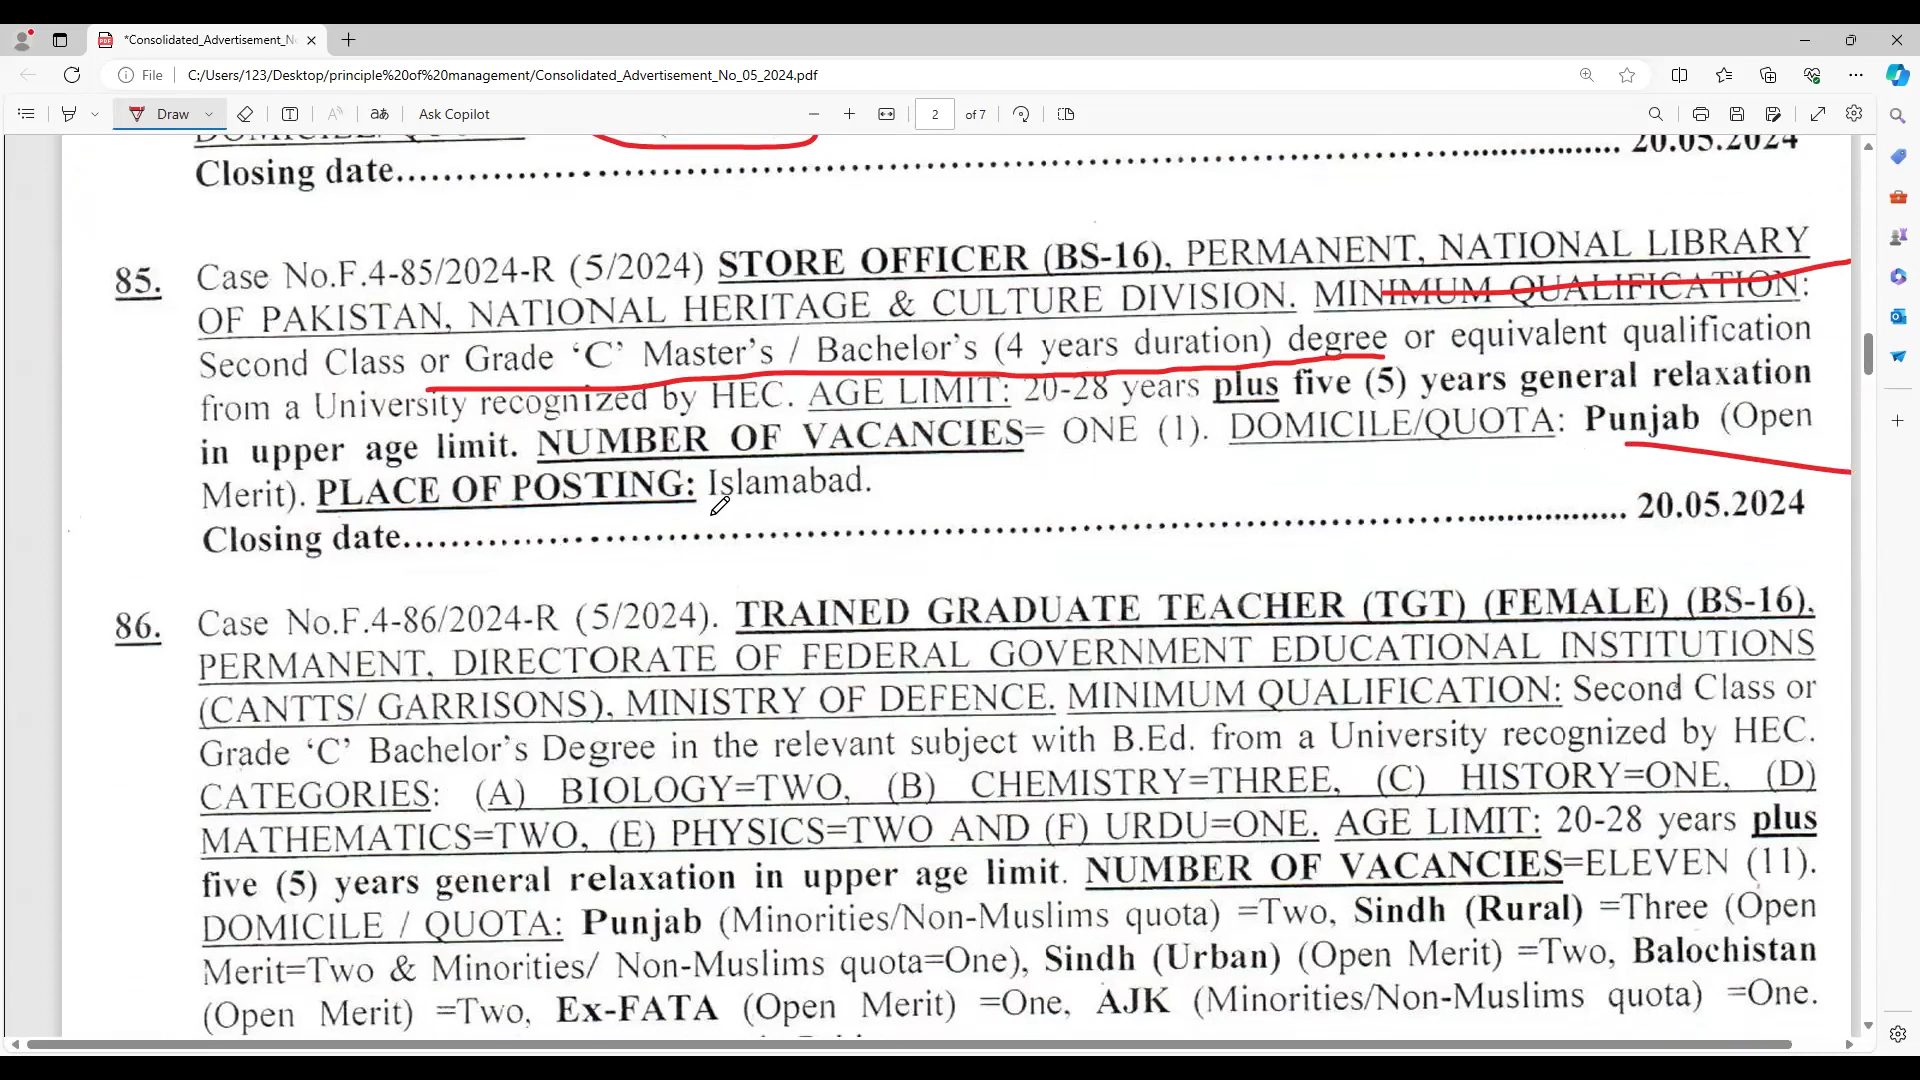 *Consolidated_Advertisement_N
File
C:/Users/123/Desktop/principle%20of%20management/Consolidated_Advertisement_No_05_2024.pdf
Draw
Ask Copilot
2 of 7
20.05.2024
Closing date
85. Case No.F.4-85/2024-R (5/2024) STORE OFFICER (BS-16), PERMANENT, NATIONAL LIBRARY
OF PAKISTAN, NATIONAL HERITAGE & CULTURE DIVISION. MINIMUM QUALIFICATION:
Second Class or Grade ‘C’ Master’s / Bachelor’s (4 years duration) degree or equivalent qualification
from a University recognized by HEC. AGE LIMIT: 20-28 years plus five (5) years general relaxation
in upper age limit. NUMBER OF VACANCIES= ONE (1). DOMICILE/QUOTA: Punjab (Open
Merit). PLACE OF POSTING: Islamabad.
Closing date.......... 20.05.2024
86. Case No.F.4-86/2024-R (5/2024). TRAINED GRADUATE TEACHER (TGT) (FEMALE) (BS-16),
PERMANENT, DIRECTORATE OF FEDERAL GOVERNMENT EDUCATIONAL INSTITUTIONS
(CANTTS/ GARRISONS), MINISTRY OF DEFENCE. MINIMUM QUALIFICATION: Second Class or
Grade ‘C’ Bachelor’s Degree in the relevant subject with B.Ed. from a University recognized by HEC.
CATEGORIES: (A) BIOLOGY=TWO, (B) CHEMISTRY=THREE, (C) HISTORY=ONE, (D)
MATHEMATICS=TWO, (E) PHYSICS=TWO AND (F) URDU=ONE. AGE LIMIT: 20-28 years plus
five (5) years general relaxation in upper age limit. NUMBER OF VACANCIES=ELEVEN (11).
DOMICILE / QUOTA: Punjab (Minorities/Non-Muslims quota) =Two, Sindh (Rural) =Three (Open
Merit=Two & Minorities/ Non-Muslims quota=One), Sindh (Urban) (Open Merit) =Two, Balochistan
(Open Merit) =Two, Ex-FATA (Open Merit) =One, AJK (Minorities/Non-Muslims quota) =One.